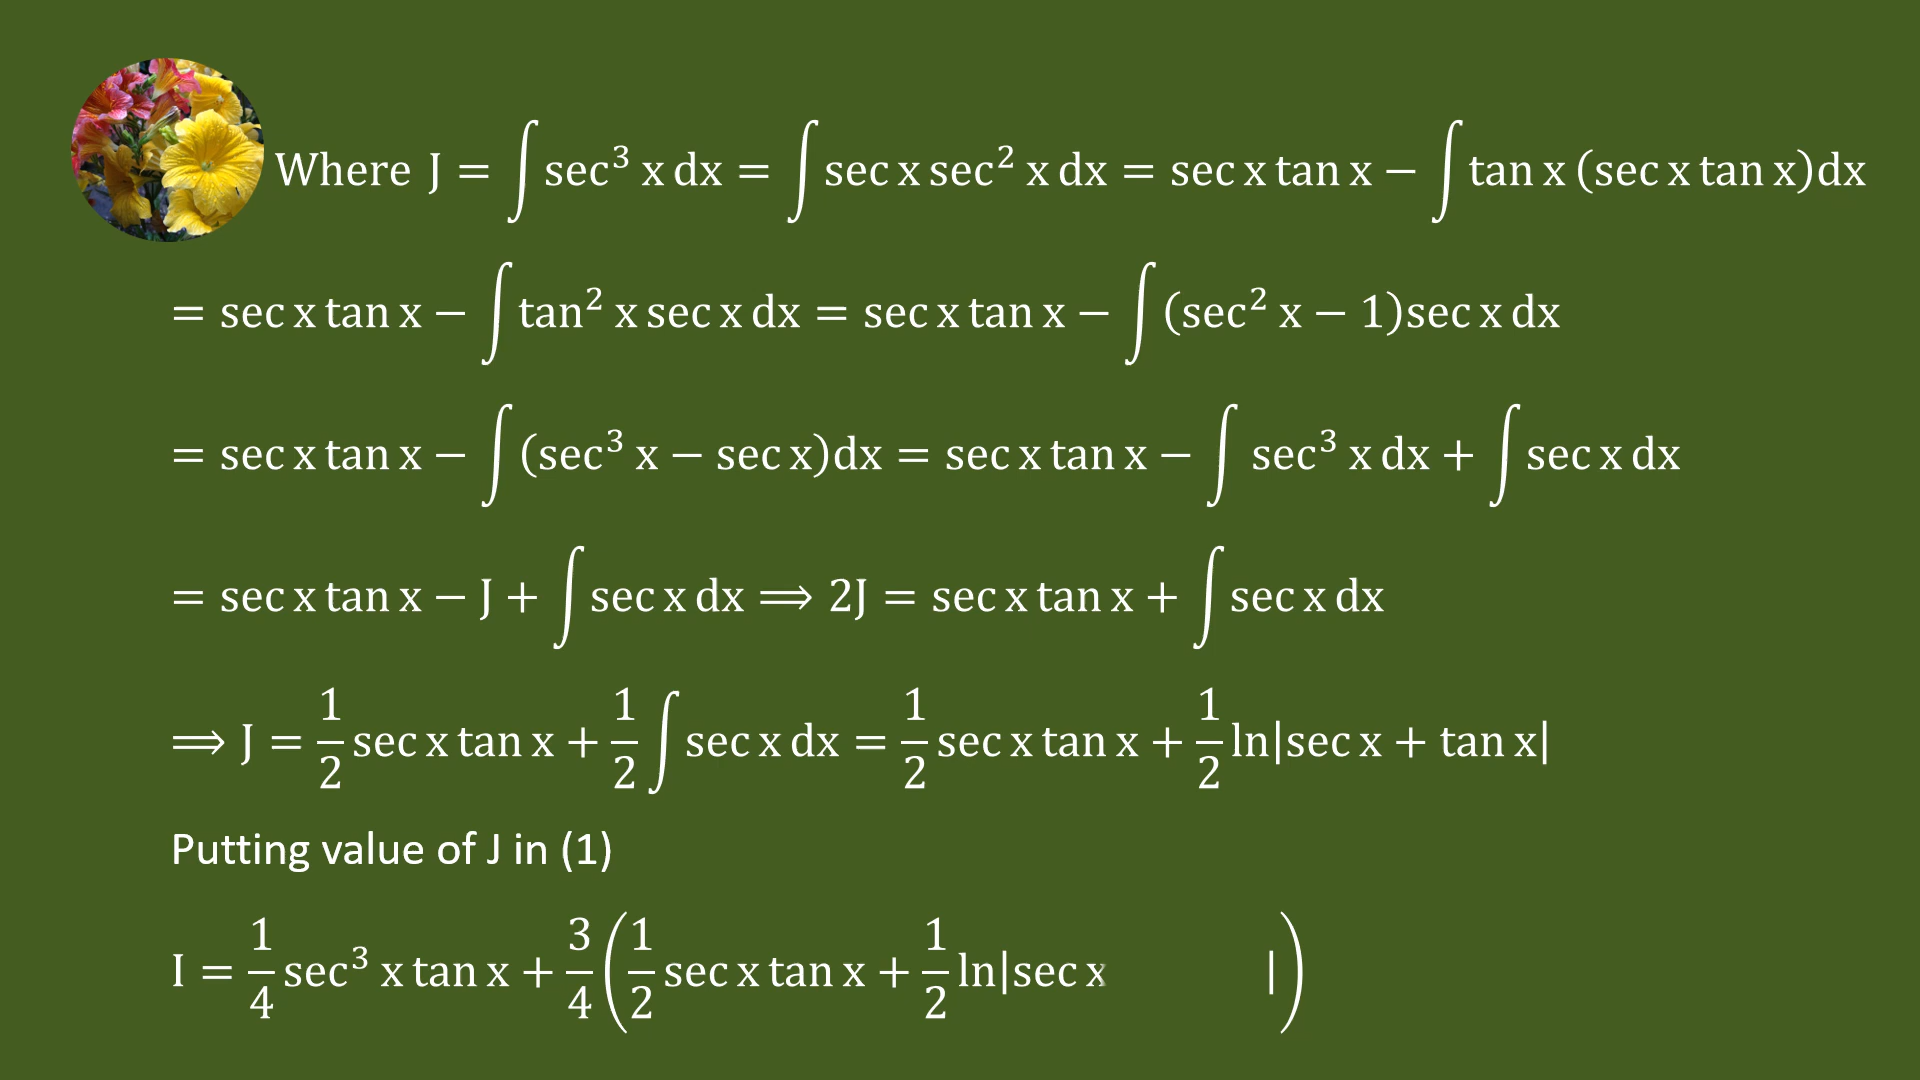 Where J = ∫ sec³ x dx = ∫ sec x sec² x dx = sec x tan x − ∫ tan x (sec x tan x)dx
= sec x tan x − ∫ tan² x sec x dx = sec x tan x − ∫ (sec² x − 1)sec x dx
= sec x tan x − ∫ (sec³ x − sec x)dx = sec x tan x − ∫ sec³ x dx + ∫ sec x dx
= sec x tan x − J + ∫ sec x dx ⟹ 2J = sec x tan x + ∫ sec x dx
⟹ J = 1/2 sec x tan x + 1/2 ∫ sec x dx = 1/2 sec x tan x + 1/2 ln|sec x + tan x|
Putting value of J in (1)
I = 1/4 sec³ x tan x + 3/4 (1/2 sec x tan x + 1/2 ln|sec x |)